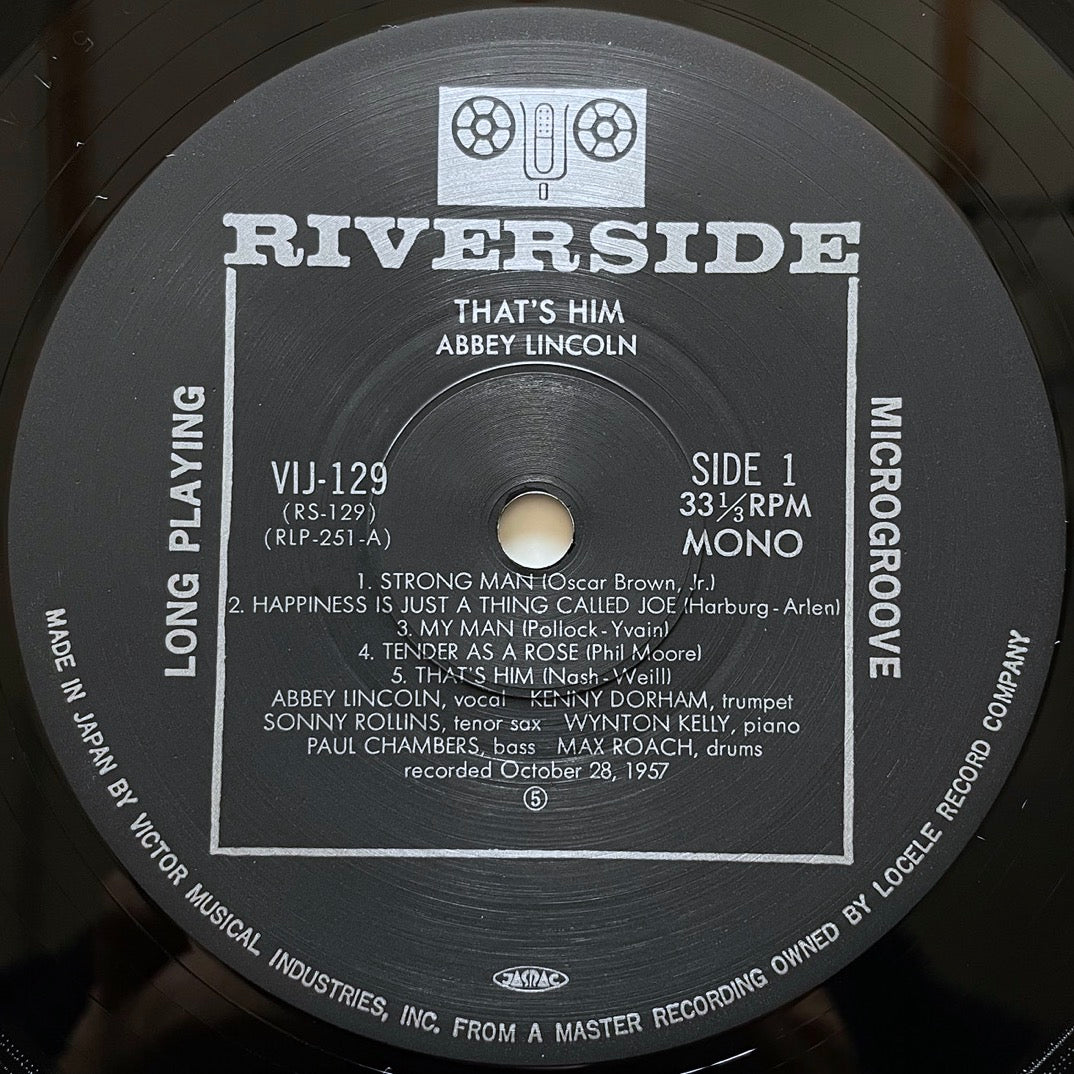 RIVERSIDE
THAT'S HIM
ABBEY LINCOLN
LONG PLAYING
MICROGROOVE
VIJ-129
(RS-129)
(RLP-251-A)
SIDE 1
33 1/3 RPM
MONO
1. STRONG MAN (Oscar Brown, Jr.)
2. HAPPINESS IS JUST A THING CALLED JOE (Harburg-Arlen)
3. MY MAN (Pollock-Yvain)
4. TENDER AS A ROSE (Phil Moore)
5. THAT'S HIM (Nash-Weill)
ABBEY LINCOLN, vocal KENNY DORHAM, trumpet
SONNY ROLLINS, tenor sax WYNTON KELLY, piano
PAUL CHAMBERS, bass MAX ROACH, drums
recorded October 28, 1957
⑤
JASRAC
MADE IN JAPAN BY VICTOR MUSICAL INDUSTRIES, INC. FROM A MASTER RECORDING OWNED BY LOCELE RECORD COMPANY